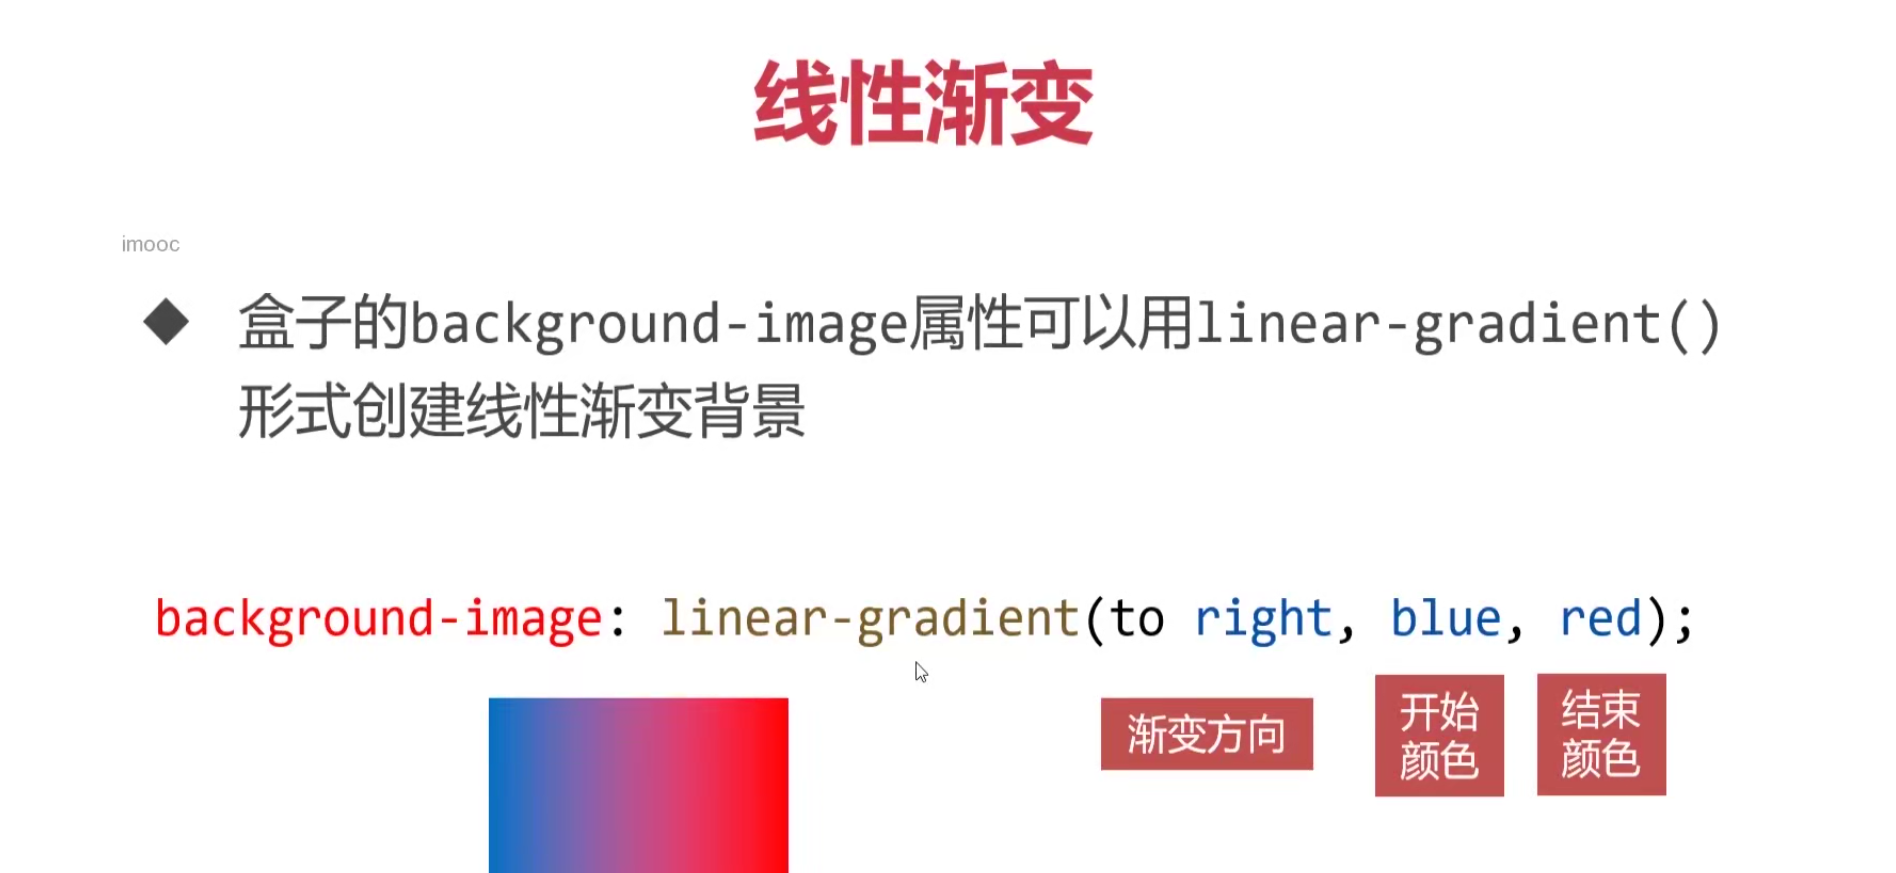 线性渐变
imooc
盒子的background-image属性可以用linear-gradient()
形式创建线性渐变背景
background-image: linear-gradient(to right, blue, red);
渐变方向
开始
颜色
结束
颜色